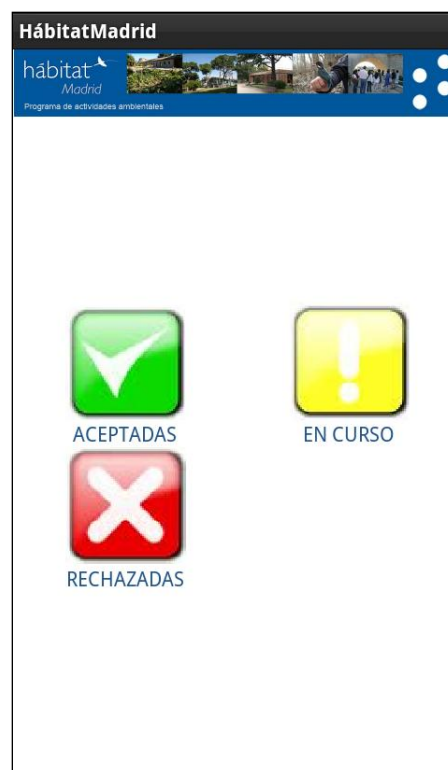 HábitatMadrid
hábitat
Madrid
Programa de actividades ambientales
ACEPTADAS
EN CURSO
RECHAZADAS